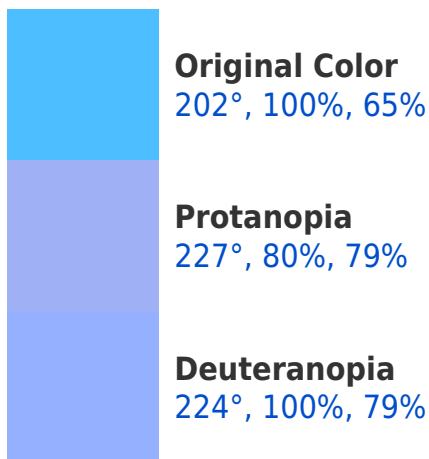 Original Color
202°, 100%, 65%
Protanopia
227°, 80%, 79%
Deuteranopia
224°, 100%, 79%